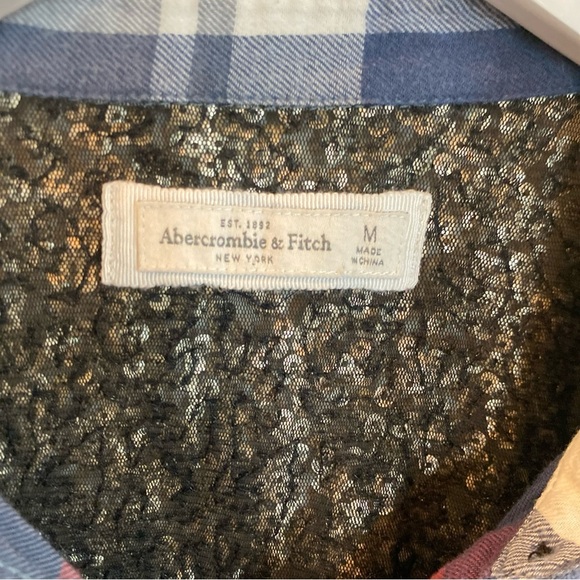 EST. 1892
Abercrombie & Fitch
NEW YORK
M
MADE
IN CHINA